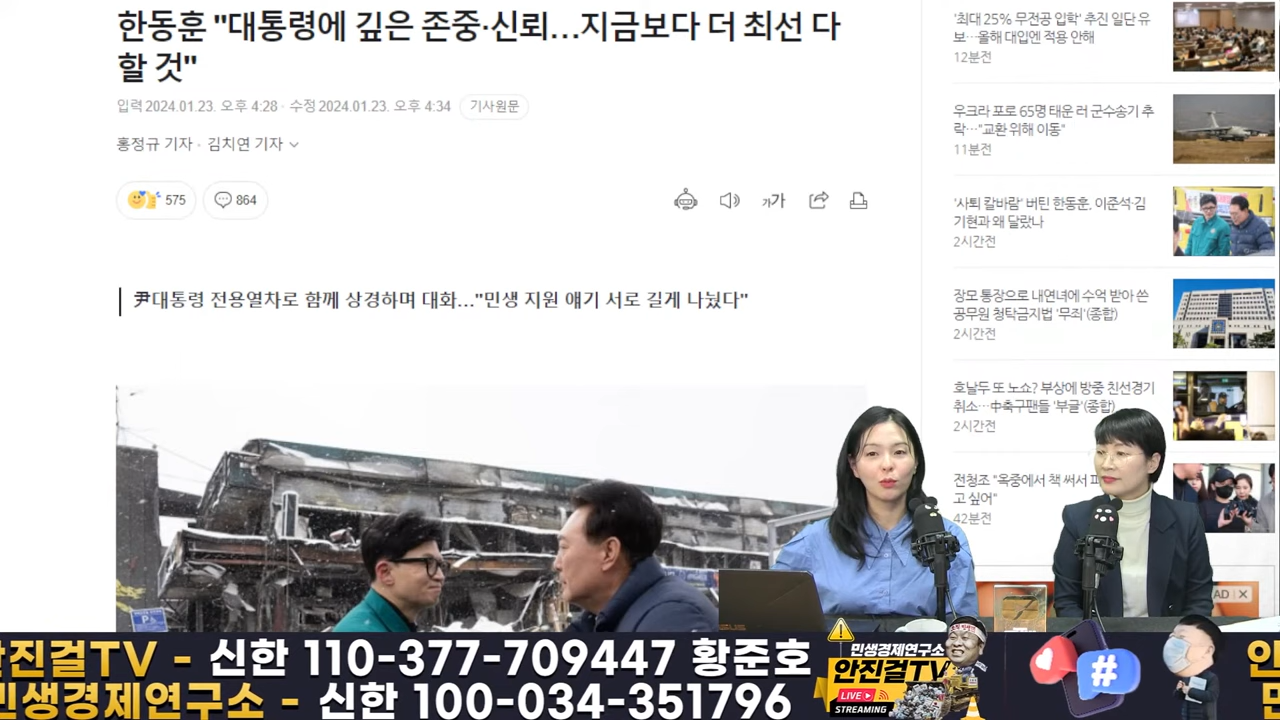 한동훈 "대통령에 깊은 존중·신뢰…지금보다 더 최선 다
할 것"
입력 2024.01.23. 오후 4:28 · 수정 2024.01.23. 오후 4:34 기사원문
홍정규 기자 · 김치연 기자
575 864
가가
尹대통령 전용열차로 함께 상경하며 대화…"민생 지원 얘기 서로 길게 나눴다"
'최대 25% 무전공 입학' 추진 일단 유
보…올해 대입엔 적용 안해
12분전
우크라 포로 65명 태운 러 군수송기 추
락…"교환 위해 이동"
11분전
'사퇴 칼바람' 버틴 한동훈, 이준석·김
기현과 왜 달랐나
2시간전
장모 통장으로 내연녀에 수억 받아 쓴
공무원 청탁금지법 '무죄'(종합)
2시간전
호날두 또 노쇼? 부상에 방중 친선경기
취소…中축구팬들 '부글'(종합)
2시간전
전청조 "옥중에서 책 써서
고 싶어"
42분전
AD
안진걸TV - 신한 110-377-709447 황준호
민생경제연구소 - 신한 100-034-351796
민생경제연구소
안진걸TV
LIVE
STREAMING
#